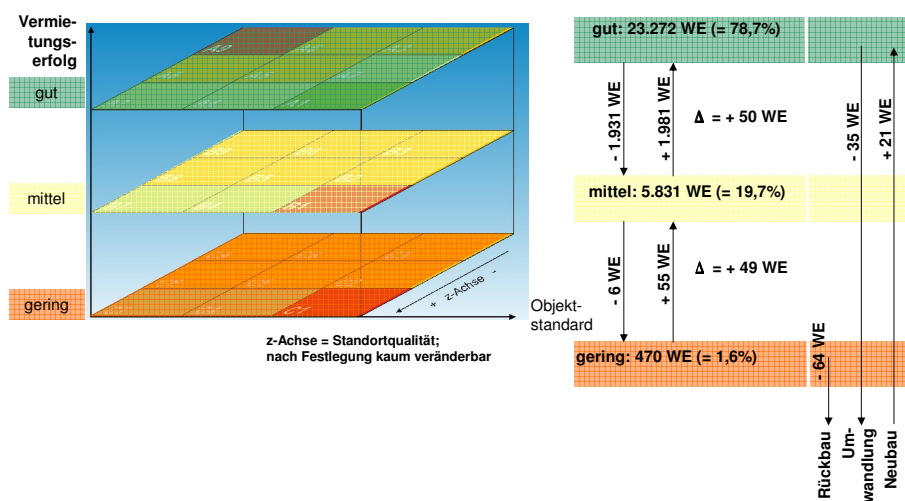 Vermie-
tungs-
erfolg
gut
mittel
gering
+ z-Achse -
Objekt-
standard
z-Achse = Standortqualität;
nach Festlegung kaum veränderbar
gut: 23.272 WE (= 78,7%)
- 1.931 WE
+ 1.981 WE
Δ = + 50 WE
- 35 WE
+ 21 WE
mittel: 5.831 WE (= 19,7%)
- 6 WE
+ 55 WE
Δ = + 49 WE
gering: 470 WE (= 1,6%)
- 64 WE
Rückbau
Um-
wandlung
Neubau